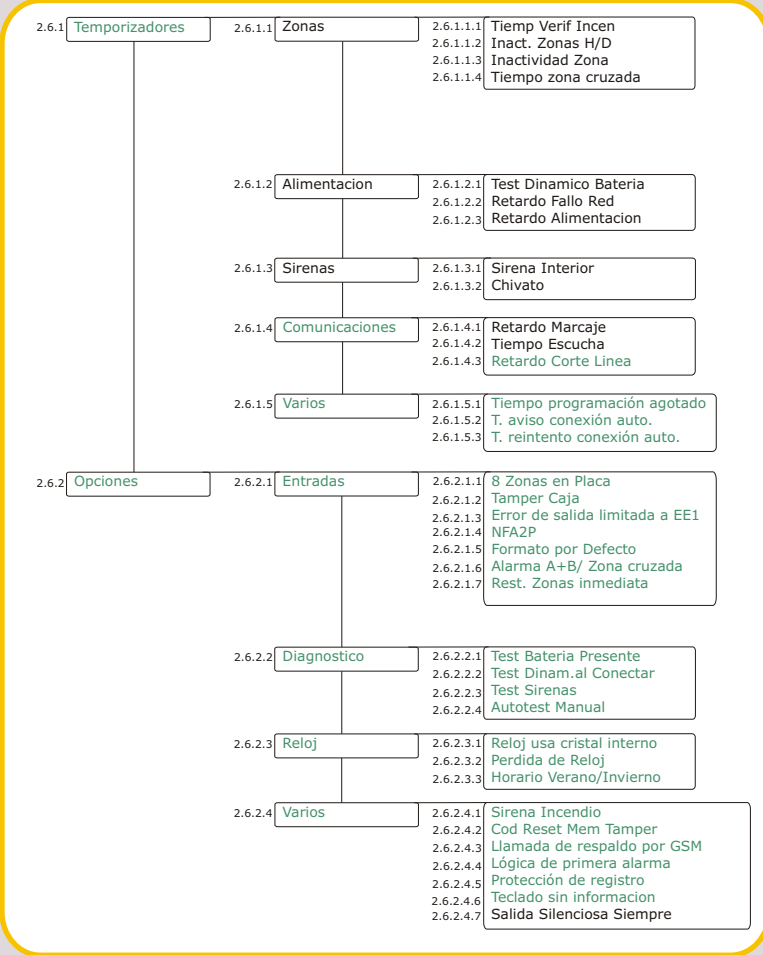 2.6.1 Temporizadores 2.6.1.1 Zonas 2.6.1.1.1 Tiemp Verif Incen
2.6.1.1.2 Inact. Zonas H/D
2.6.1.1.3 Inactividad Zona
2.6.1.1.4 Tiempo zona cruzada
2.6.1.2 Alimentacion 2.6.1.2.1 Test Dinamico Bateria
2.6.1.2.2 Retardo Fallo Red
2.6.1.2.3 Retardo Alimentacion
2.6.1.3 Sirenas 2.6.1.3.1 Sirena Interior
2.6.1.3.2 Chivato
2.6.1.4 Comunicaciones 2.6.1.4.1 Retardo Marcaje
2.6.1.4.2 Tiempo Escucha
2.6.1.4.3 Retardo Corte Linea
2.6.1.5 Varios 2.6.1.5.1 Tiempo programación agotado
2.6.1.5.2 T. aviso conexión auto.
2.6.1.5.3 T. reintento conexión auto.
2.6.2 Opciones 2.6.2.1 Entradas 2.6.2.1.1 8 Zonas en Placa
2.6.2.1.2 Tamper Caja
2.6.2.1.3 Error de salida limitada a EE1
2.6.2.1.4 NFA2P
2.6.2.1.5 Formato por Defecto
2.6.2.1.6 Alarma A+B/ Zona cruzada
2.6.2.1.7 Rest. Zonas inmediata
2.6.2.2 Diagnostico 2.6.2.2.1 Test Bateria Presente
2.6.2.2.2 Test Dinam.al Conectar
2.6.2.2.3 Test Sirenas
2.6.2.2.4 Autotest Manual
2.6.2.3 Reloj 2.6.2.3.1 Reloj usa cristal interno
2.6.2.3.2 Perdida de Reloj
2.6.2.3.3 Horario Verano/Invierno
2.6.2.4 Varios 2.6.2.4.1 Sirena Incendio
2.6.2.4.2 Cod Reset Mem Tamper
2.6.2.4.3 Llamada de respaldo por GSM
2.6.2.4.4 Lógica de primera alarma
2.6.2.4.5 Protección de registro
2.6.2.4.6 Teclado sin informacion
2.6.2.4.7 Salida Silenciosa Siempre